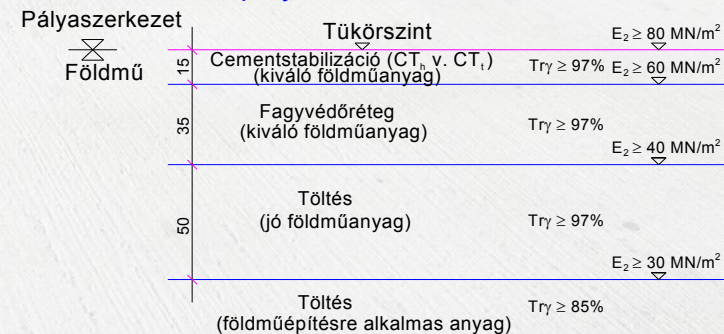 Pályaszerkezet
Földmű
Tükörszint
E₂ ≥ 80 MN/m²
15
Cementstabilizáció (CTₕ v. CTₜ)
(kiváló földműanyag)
Trγ ≥ 97%
E₂ ≥ 60 MN/m²
35
Fagyvédőréteg
(kiváló földműanyag)
Trγ ≥ 97%
E₂ ≥ 40 MN/m²
50
Töltés
(jó földműanyag)
Trγ ≥ 97%
E₂ ≥ 30 MN/m²
Töltés
(földműépítésre alkalmas anyag)
Trγ ≥ 85%